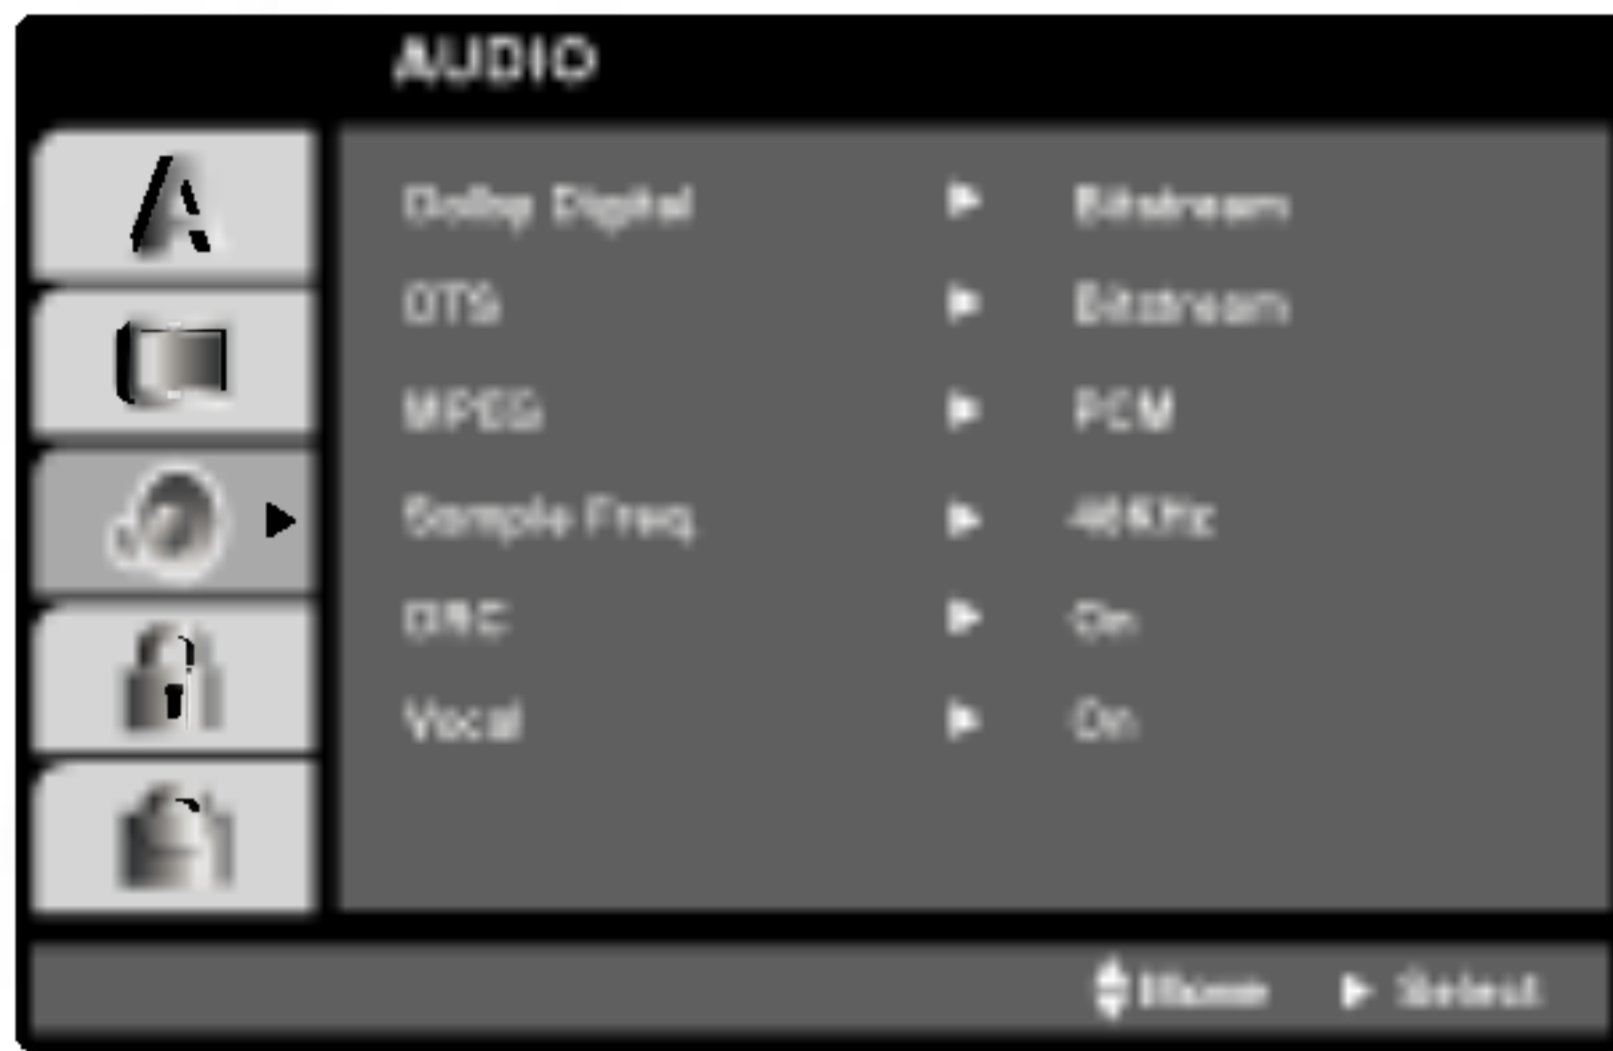 AUDIO
Dolby Digital Bitstream
DTS Bitstream
MPEG PCM
Sample Freq. 48KHz
DRC On
Vocal On
Move Select